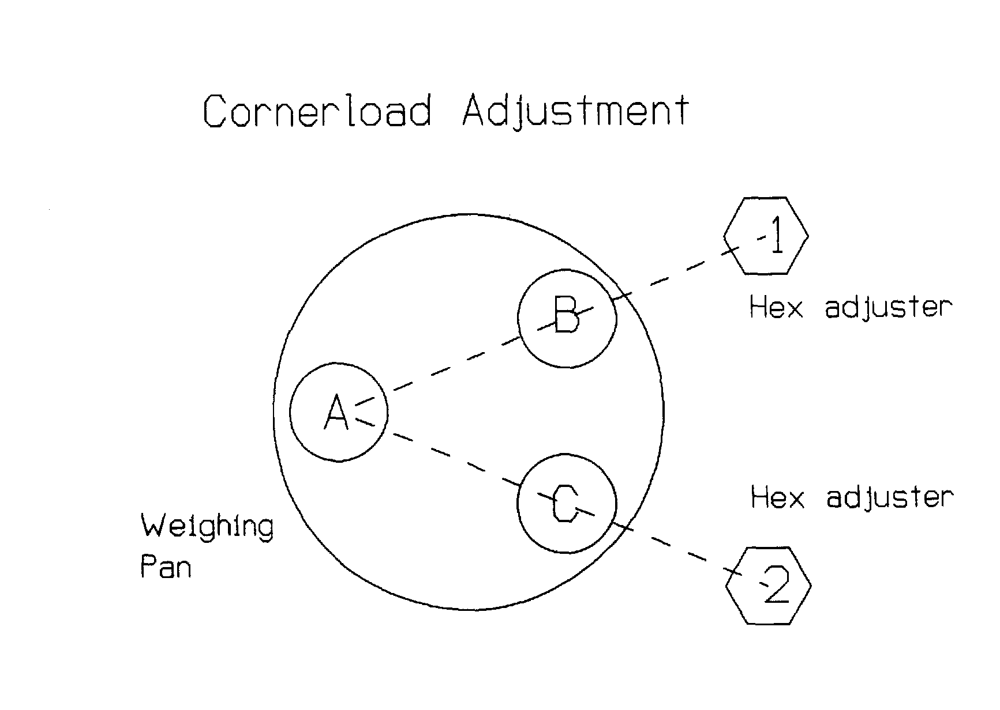 Cornerload Adjustment
1
Hex adjuster
B
A
C
Hex adjuster
Weighing
Pan
2